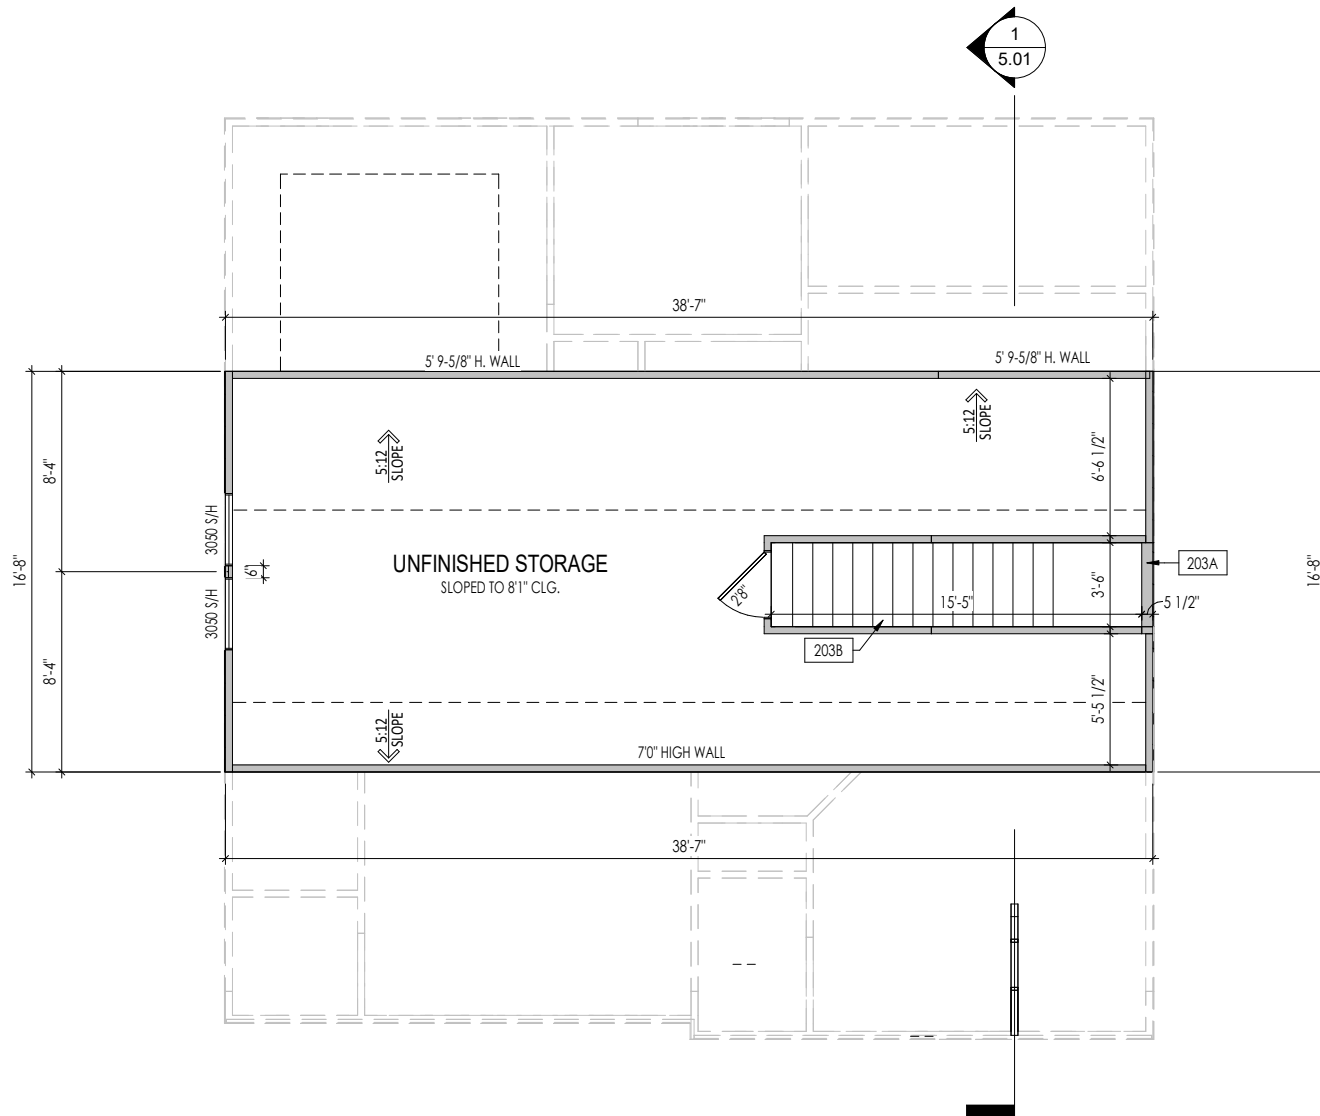 1
5.01
38'-7"
5' 9-5/8" H. WALL
5' 9-5/8" H. WALL
5:12
SLOPE
5:12
SLOPE
8'-4"
6'-6 1/2"
3050 S/H
16'-8"
6"
UNFINISHED STORAGE
SLOPED TO 8'1" CLG.
2'8"
15'-5"
3'-6"
5 1/2"
203A
16'-8"
3050 S/H
203B
8'-4"
5'-5 1/2"
5:12
SLOPE
7'0" HIGH WALL
38'-7"